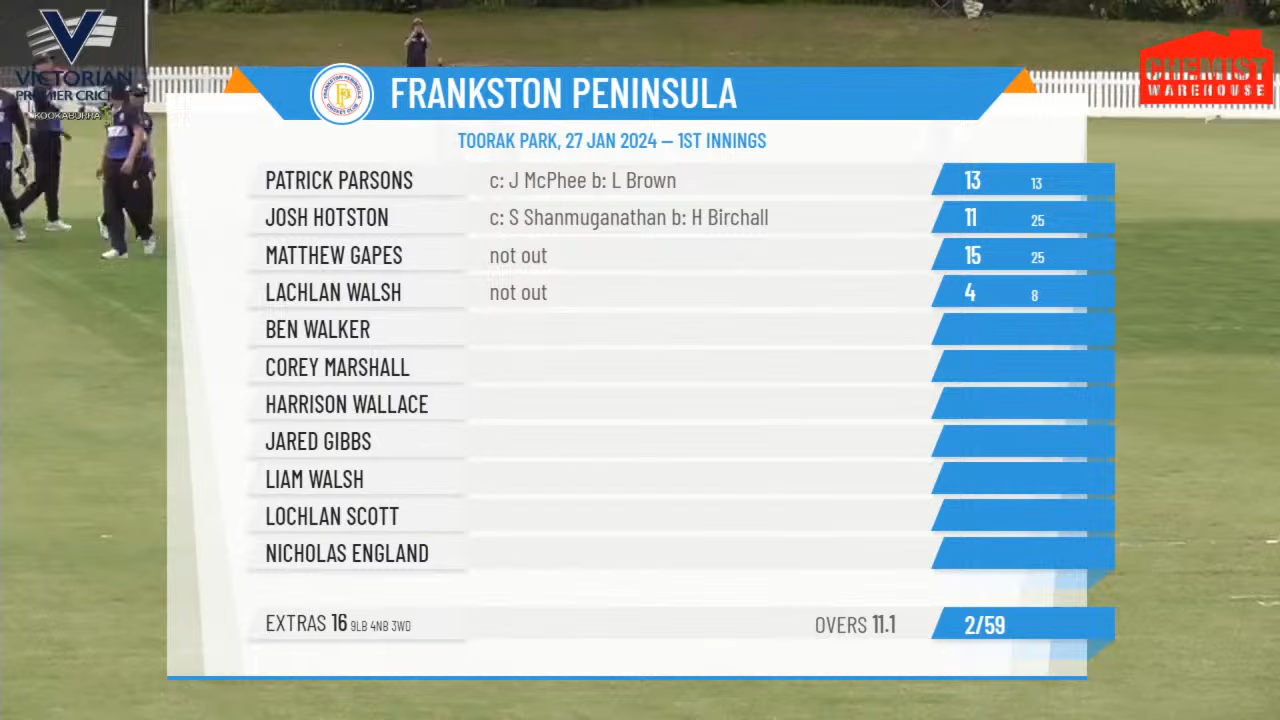 VICTORIAN
PREMIER CRICKET
KOOKABURRA
CHEMIST
WAREHOUSE
FRANKSTON PENINSULA
TOORAK PARK, 27 JAN 2024 – 1ST INNINGS
PATRICK PARSONS c: J McPhee b: L Brown 13 13
JOSH HOTSTON c: S Shanmuganathan b: H Birchall 11 25
MATTHEW GAPES not out 15 25
LACHLAN WALSH not out 4 8
BEN WALKER
COREY MARSHALL
HARRISON WALLACE
JARED GIBBS
LIAM WALSH
LOCHLAN SCOTT
NICHOLAS ENGLAND
EXTRAS 16 9LB 4NB 3WD OVERS 11.1 2/59